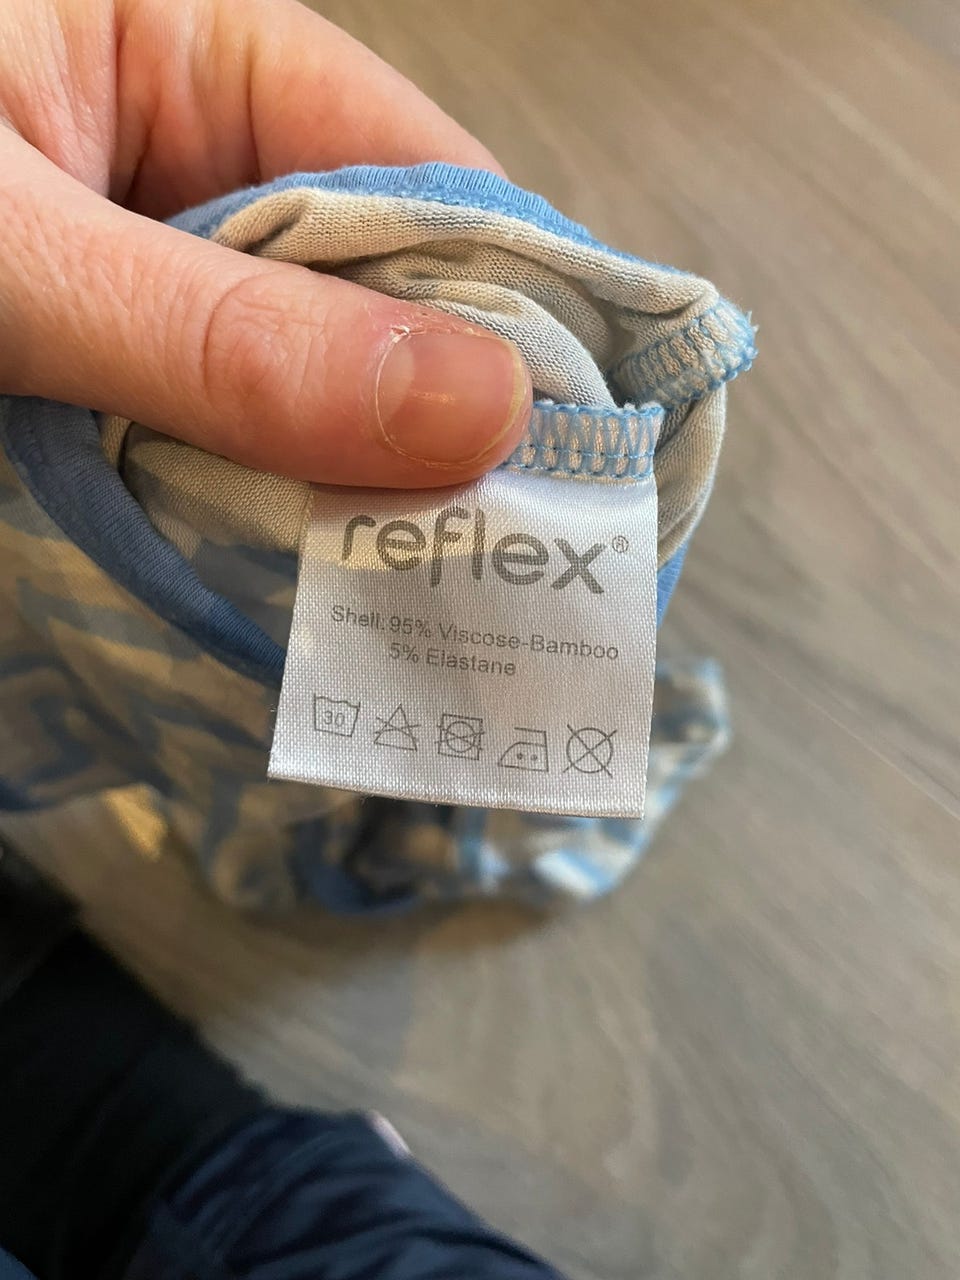 reflex®
Shell: 95% Viscose-Bamboo
5% Elastane
30